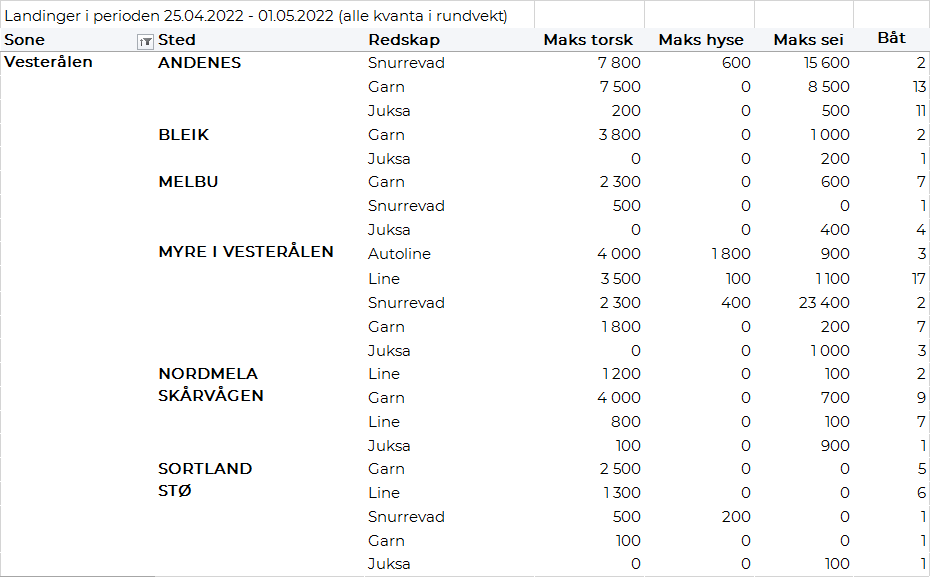 Landinger i perioden 25.04.2022 - 01.05.2022 (alle kvanta i rundvekt)
Sone Sted Redskap Maks torsk Maks hyse Maks sei Båt
Vesterålen ANDENES Snurrevad 7 800 600 15 600 2
Garn 7 500 0 8 500 13
Juksa 200 0 500 11
BLEIK Garn 3 800 0 1 000 2
Juksa 0 0 200 1
MELBU Garn 2 300 0 600 7
Snurrevad 500 0 0 1
Juksa 0 0 400 4
MYRE I VESTERÅLEN Autoline 4 000 1 800 900 3
Line 3 500 100 1 100 17
Snurrevad 2 300 400 23 400 2
Garn 1 800 0 200 7
Juksa 0 0 1 000 3
NORDMELA Line 1 200 0 100 2
SKÅRVÅGEN Garn 4 000 0 700 9
Line 800 0 100 7
Juksa 100 0 900 1
SORTLAND Garn 2 500 0 0 5
STØ Line 1 300 0 0 6
Snurrevad 500 200 0 1
Garn 100 0 0 1
Juksa 0 0 100 1